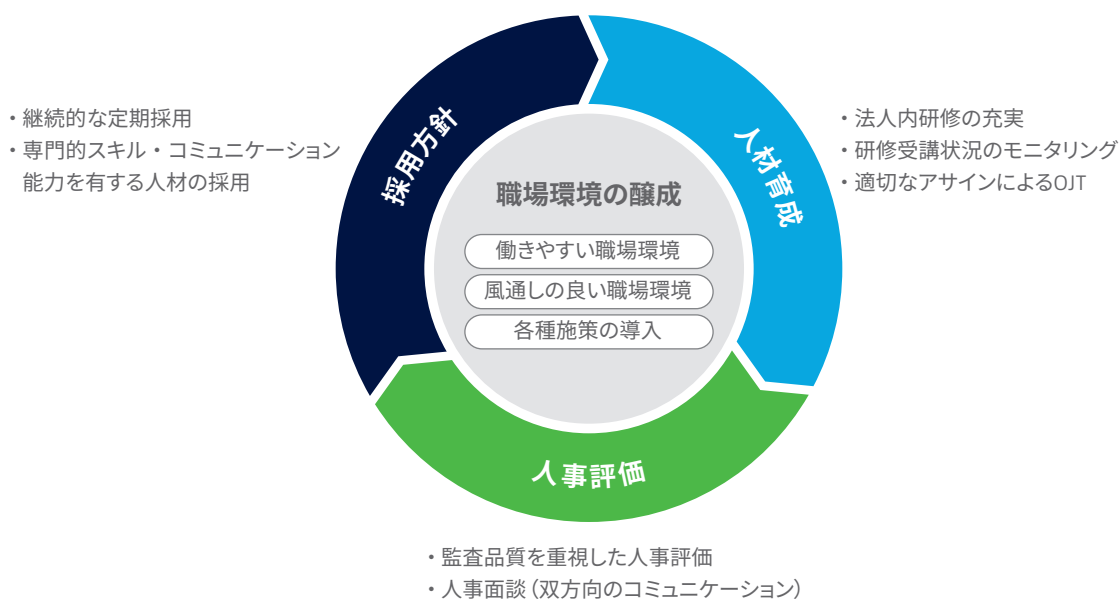 採用方針
・継続的な定期採用
・専門的スキル・コミュニケーション
能力を有する人材の採用
人材育成
・法人内研修の充実
・研修受講状況のモニタリング
・適切なアサインによるOJT
職場環境の醸成
働きやすい職場環境
風通しの良い職場環境
各種施策の導入
人事評価
・監査品質を重視した人事評価
・人事面談（双方向のコミュニケーション）